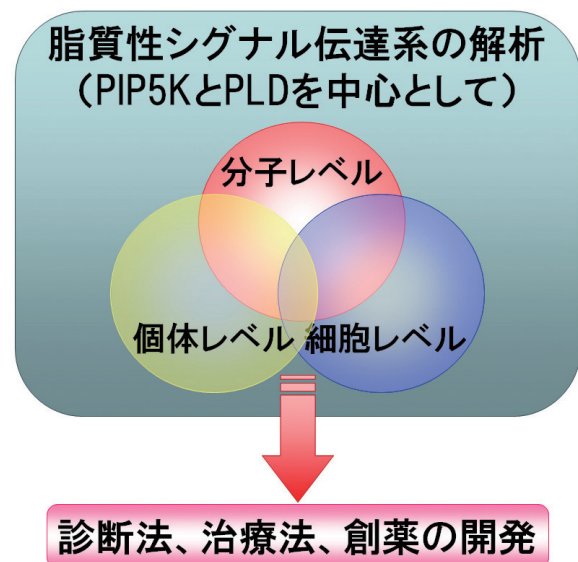 脂質性シグナル伝達系の解析
（PIP5KとPLDを中心として）
分子レベル
個体レベル 細胞レベル
診断法、治療法、創薬の開発